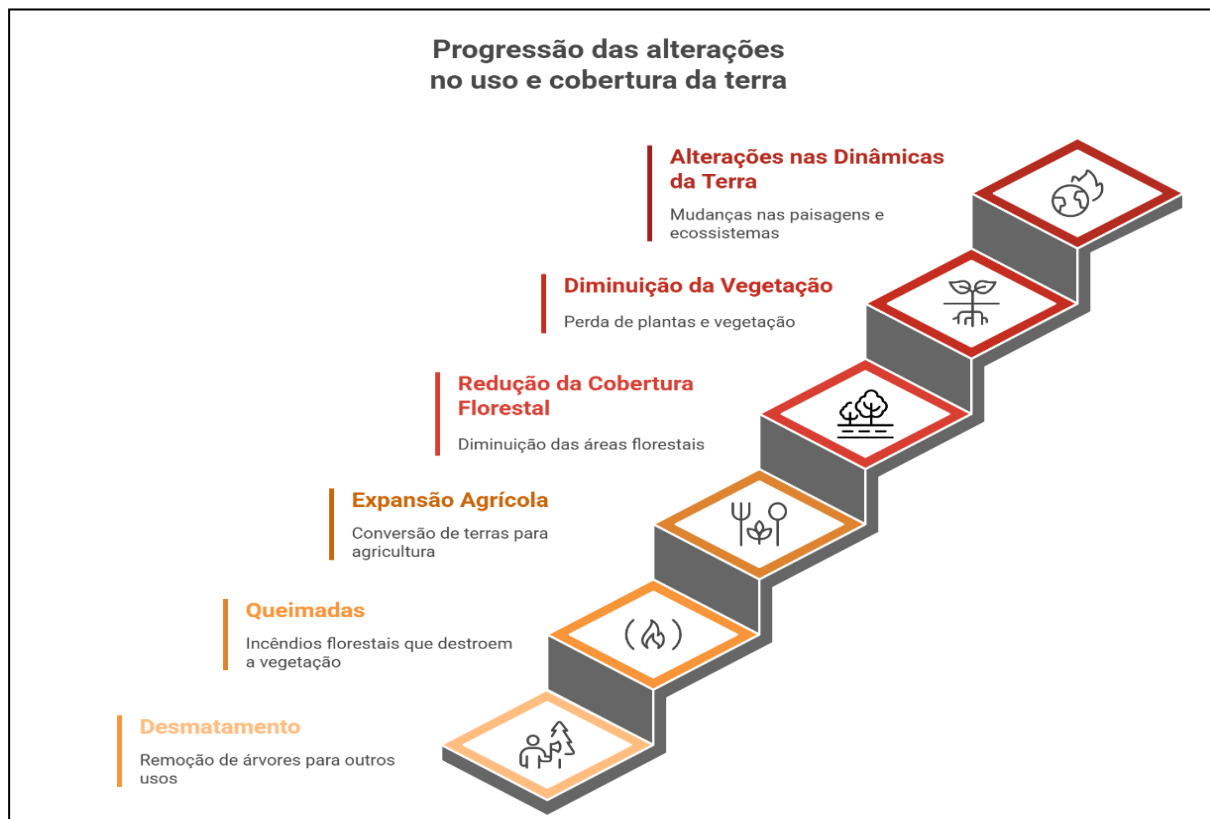 Progressão das alterações
no uso e cobertura da terra
Alterações nas Dinâmicas
da Terra
Mudanças nas paisagens e
ecossistemas
Diminuição da Vegetação
Perda de plantas e vegetação
Redução da Cobertura
Florestal
Diminuição das áreas florestais
Expansão Agrícola
Conversão de terras para
agricultura
Queimadas
Incêndios florestais que destroem
a vegetação
Desmatamento
Remoção de árvores para outros
usos